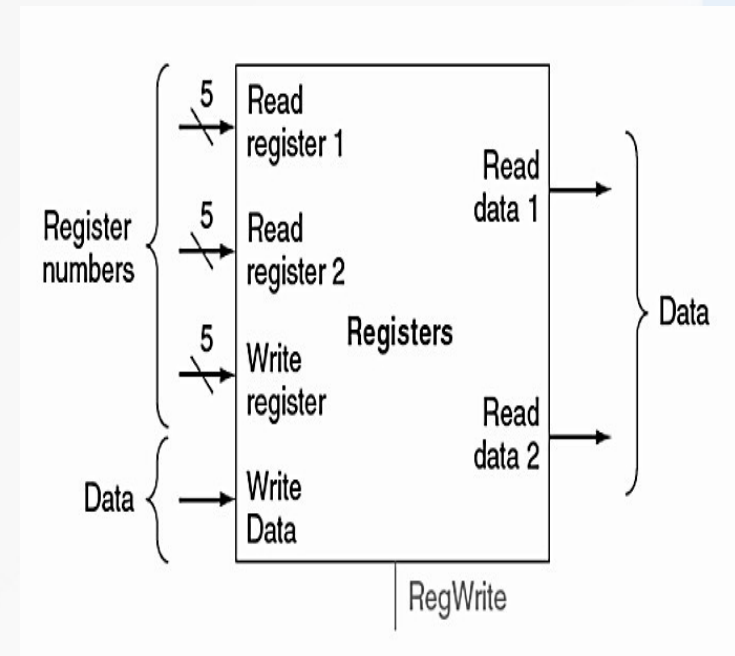 Register
numbers
Data
5
Read
register 1
5
Read
register 2
5
Write
register
Write
Data
Registers
Read
data 1
Read
data 2
Data
RegWrite